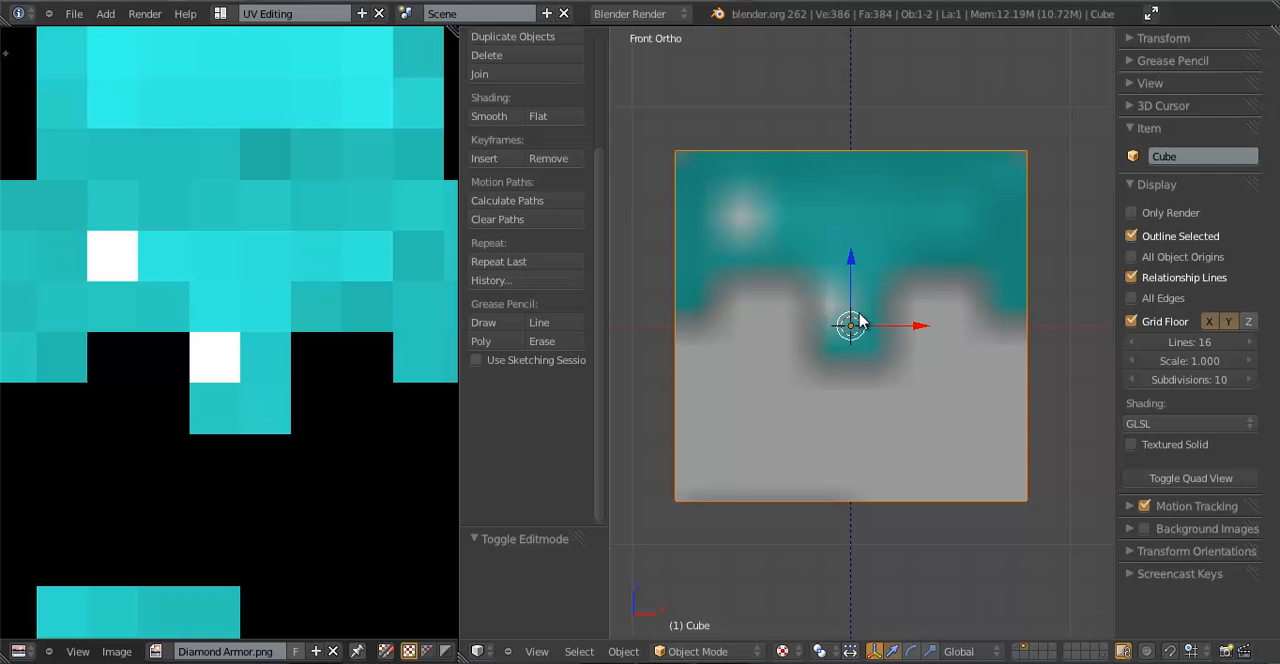 File Add Render Help UV Editing Scene Blender Render blender.org 262 | Ve:386 | Fa:384 | Ob:1-2 | La:1 | Mem:12.19M (10.72M) | Cube
Duplicate Objects
Delete
Join
Shading:
Smooth Flat
Keyframes:
Insert Remove
Motion Paths:
Calculate Paths
Clear Paths
Repeat:
Repeat Last
History...
Grease Pencil:
Draw Line
Poly Erase
Use Sketching Sessio
Toggle Editmode
Front Ortho
(1) Cube
Transform
Grease Pencil
View
3D Cursor
Item
Cube
Display
Only Render
Outline Selected
All Object Origins
Relationship Lines
All Edges
Grid Floor X Y Z
Lines: 16
Scale: 1.000
Subdivisions: 10
Shading:
GLSL
Textured Solid
Toggle Quad View
Motion Tracking
Background Images
Transform Orientations
Screencast Keys
View Image Diamond Armor.png F View Select Object Object Mode Global